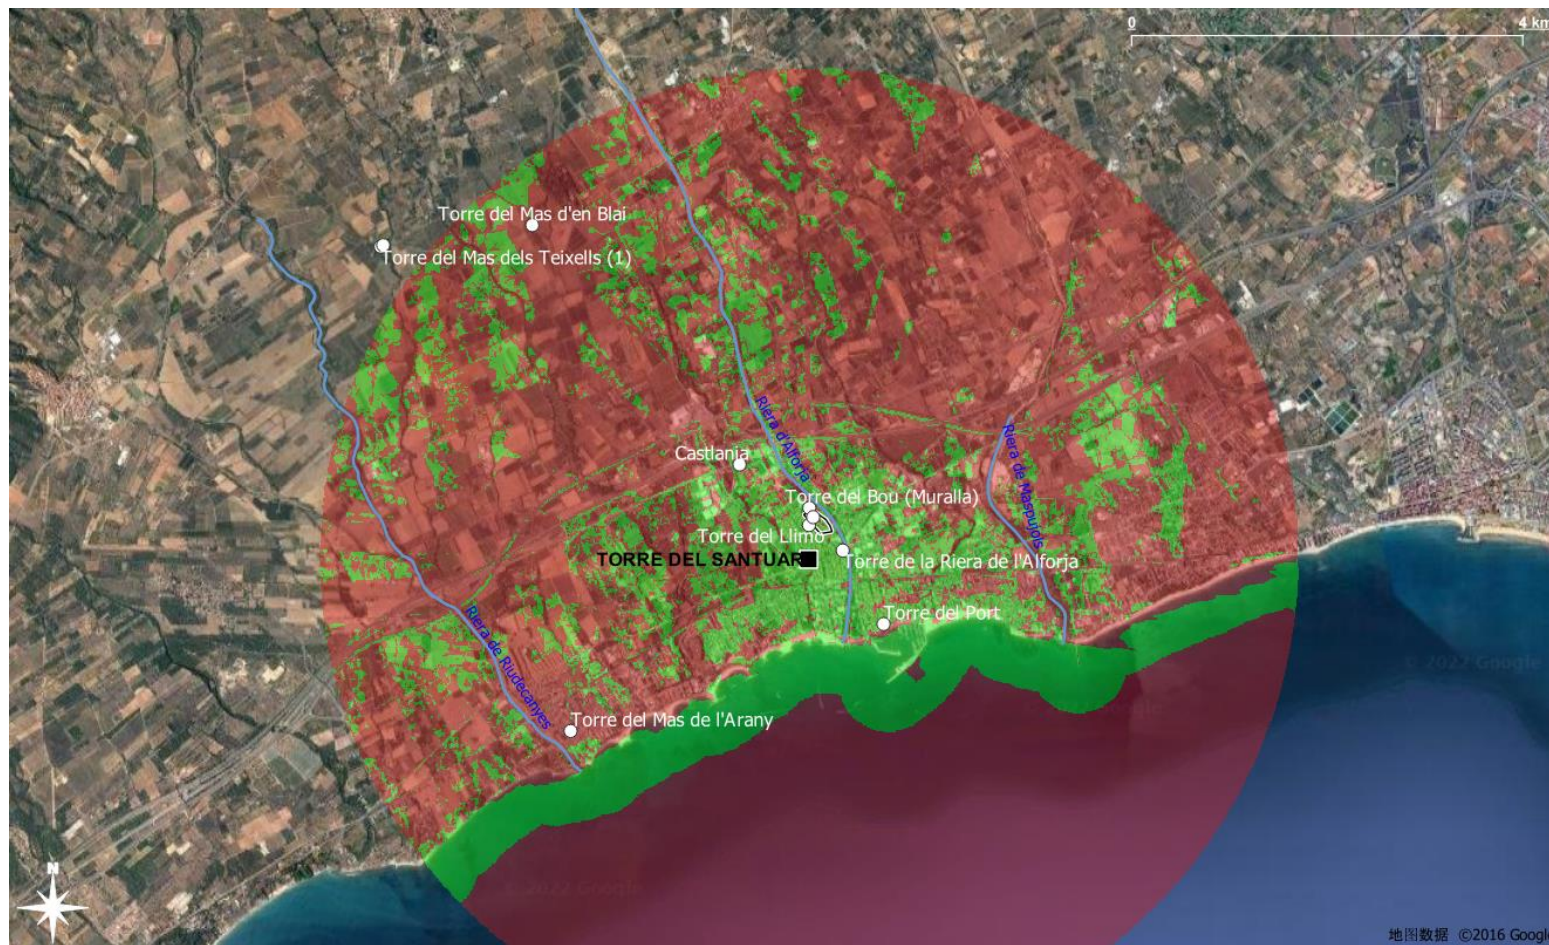 0 4 km
Torre del Mas d'en Blai
Torre del Mas dels Teixells (1)
Riera d'Alforja
Riera de Maspujols
Castlania
Torre del Bou (Muralla)
Torre del Llimó
TORRE DEL SANTUAR
Torre de la Riera de l'Alforja
Torre del Port
Riera de Riudecanyes
Torre del Mas de l'Arany
© 2022 Google
© 2022 Google
N
地图数据 ©2016 Google